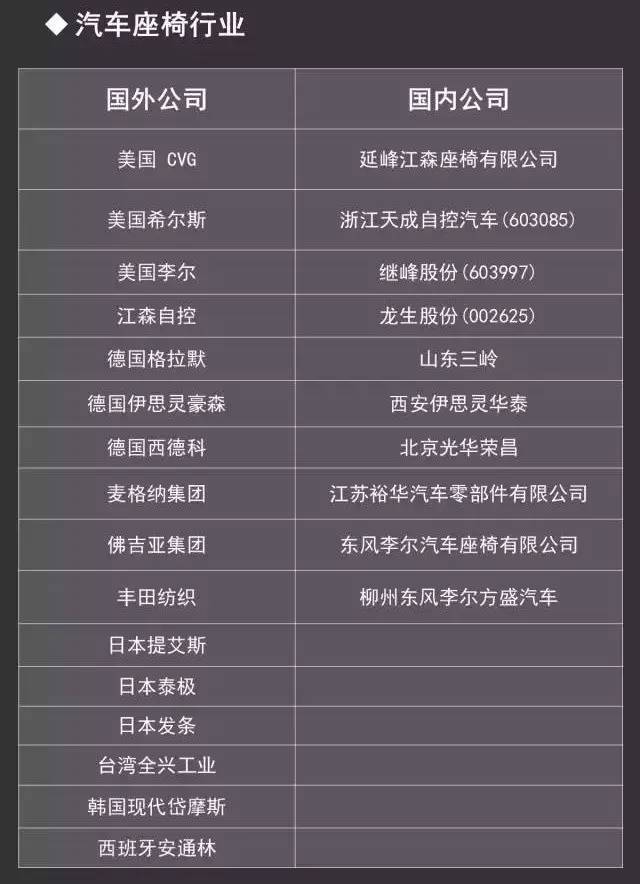 ◆ 汽车座椅行业
国外公司 国内公司
美国 CVG 延峰江森座椅有限公司
美国希尔斯 浙江天成自控汽车(603085)
美国李尔 继峰股份(603997)
江森自控 龙生股份(002625)
德国格拉默 山东三岭
德国伊思灵豪森 西安伊思灵华泰
德国西德科 北京光华荣昌
麦格纳集团 江苏裕华汽车零部件有限公司
佛吉亚集团 东风李尔汽车座椅有限公司
丰田纺织 柳州东风李尔方盛汽车
日本提艾斯
日本泰极
日本发条
台湾全兴工业
韩国现代岱摩斯
西班牙安通林